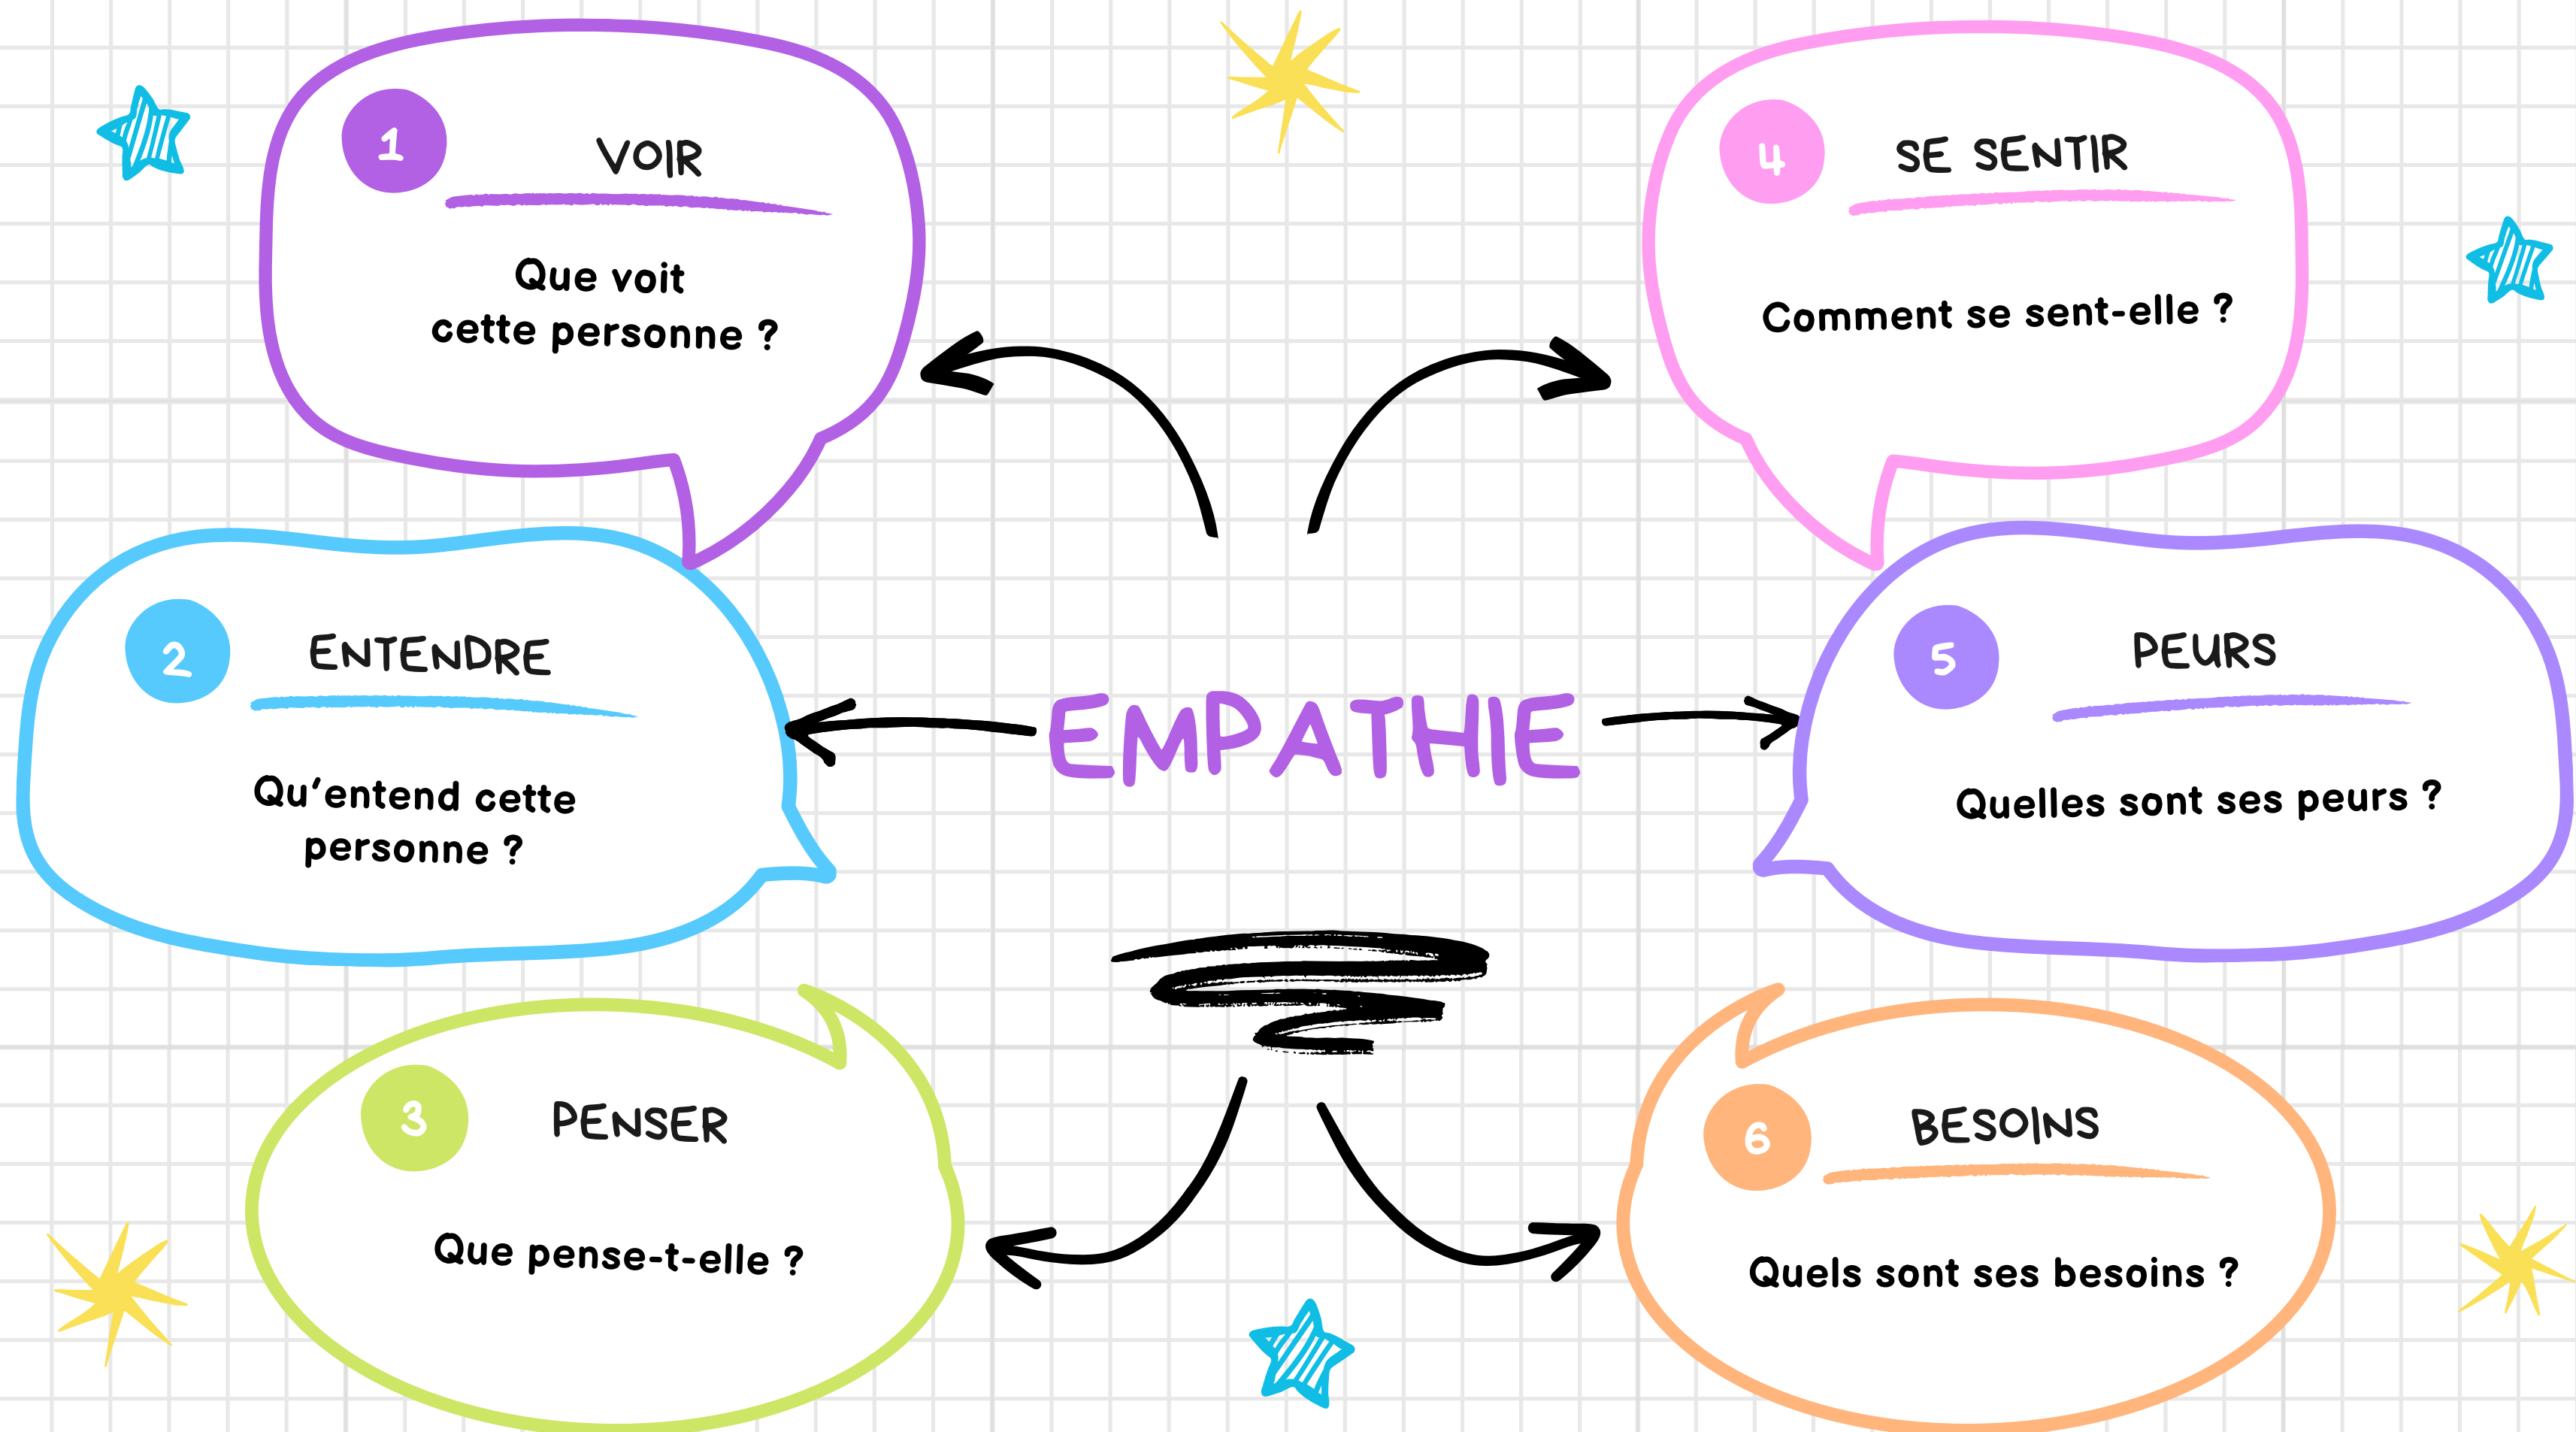 1
VOIR
Que voit
cette personne ?
2
ENTENDRE
Qu'entend cette
personne ?
3
PENSER
Que pense-t-elle ?
EMPATHIE
4
SE SENTIR
Comment se sent-elle ?
5
PEURS
Quelles sont ses peurs ?
6
BESOINS
Quels sont ses besoins ?